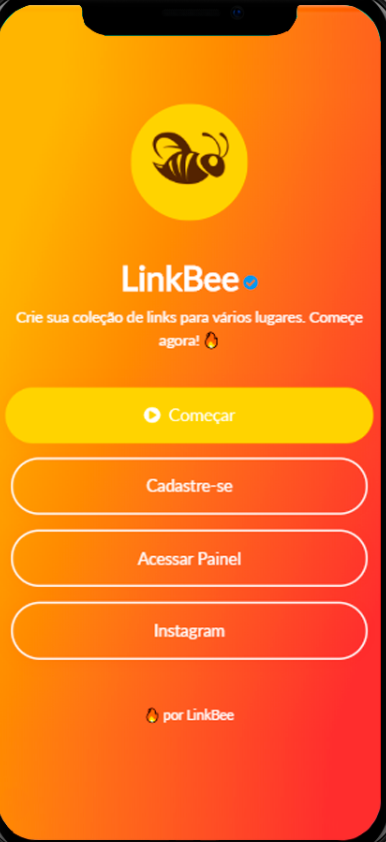 LinkBee
Crie sua coleção de links para vários lugares. Começe
agora! 🔥
Começar
Cadastre-se
Acessar Painel
Instagram
🔥 por LinkBee